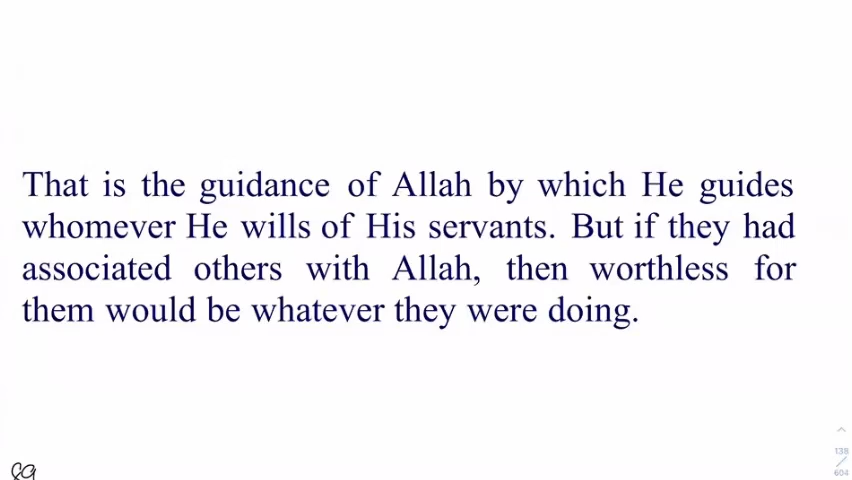 That is the guidance of Allah by which He guides
whomever He wills of His servants. But if they had
associated others with Allah, then worthless for
them would be whatever they were doing.
138
/
604
89